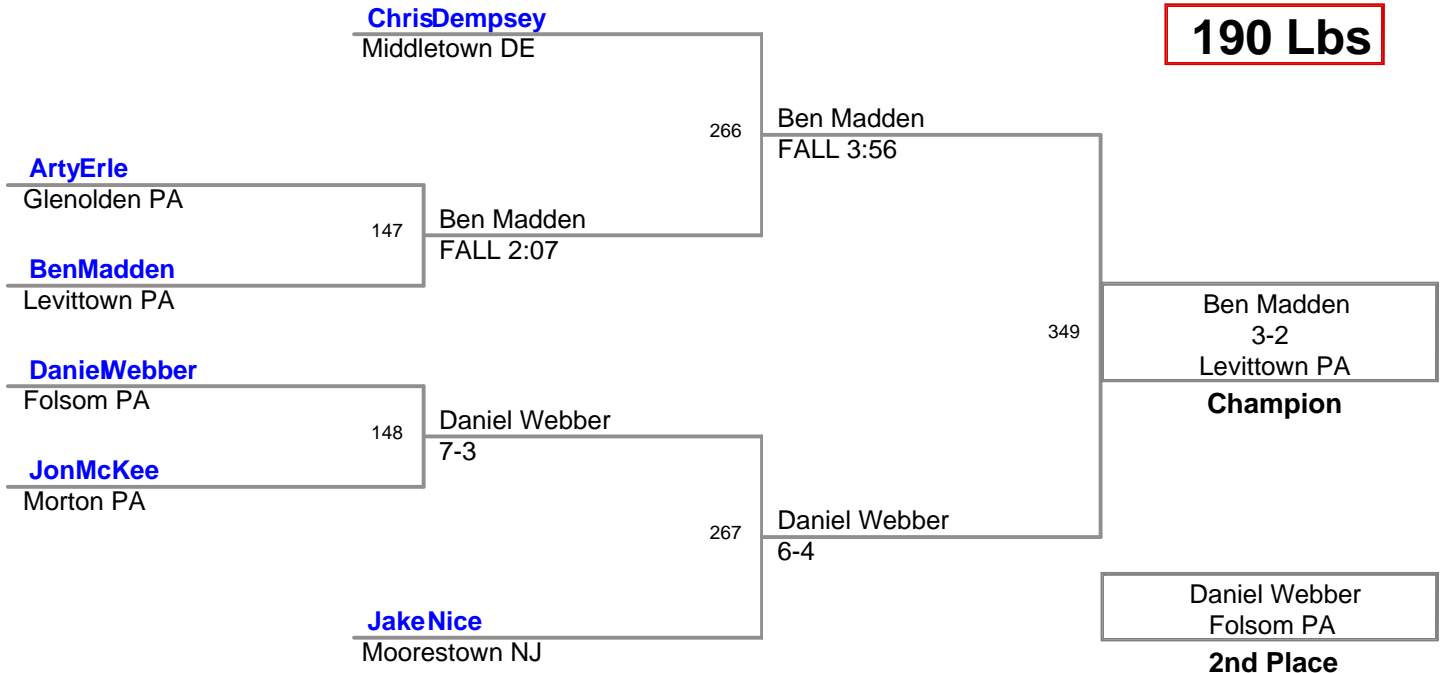 ChrisDempsey
190 Lbs
Middletown DE
266
Ben Madden
FALL 3:56
ArtyErle
Glenolden PA
147
Ben Madden
FALL 2:07
BenMadden
Levittown PA
349
Ben Madden
3-2
Levittown PA
Champion
DanielWebber
Folsom PA
148
Daniel Webber
7-3
JonMcKee
Morton PA
267
Daniel Webber
6-4
JakeNice
Moorestown NJ
Daniel Webber
Folsom PA
2nd Place